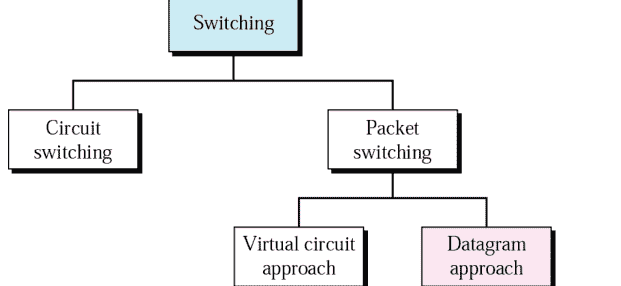 Switching
Circuit
switching
Packet
switching
Virtual circuit
approach
Datagram
approach